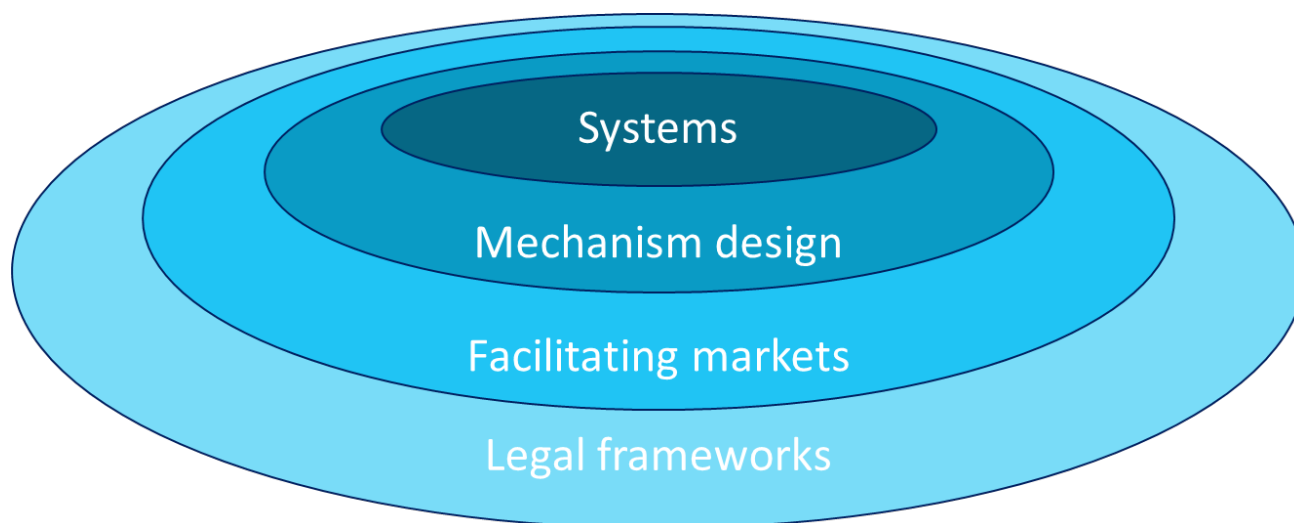 Systems
Mechanism design
Facilitating markets
Legal frameworks